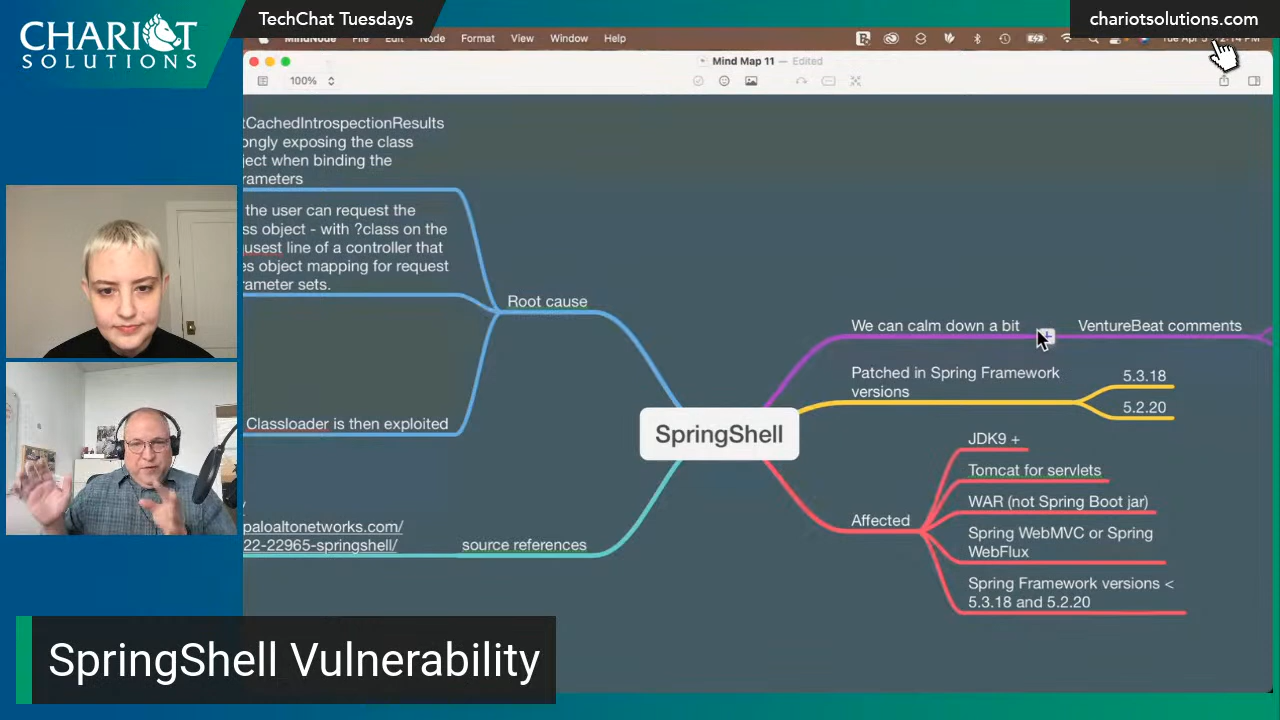 CHARIOT
SOLUTIONS
TechChat Tuesdays
chariotsolutions.com
MindNode File Edit Node Format View Window Help
Mind Map 11 — Edited
100%
tCachedIntrospectionResults
ongly exposing the class
ject when binding the
rameters
the user can request the
ss object - with ?class on the
qusest line of a controller that
es object mapping for request
rameter sets.
Root cause
Classloader is then exploited
paloaltonetworks.com/
22-22965-springshell/
source references
SpringShell
We can calm down a bit
VentureBeat comments
Patched in Spring Framework
versions
5.3.18
5.2.20
Affected
JDK9 +
Tomcat for servlets
WAR (not Spring Boot jar)
Spring WebMVC or Spring
WebFlux
Spring Framework versions <
5.3.18 and 5.2.20
SpringShell Vulnerability